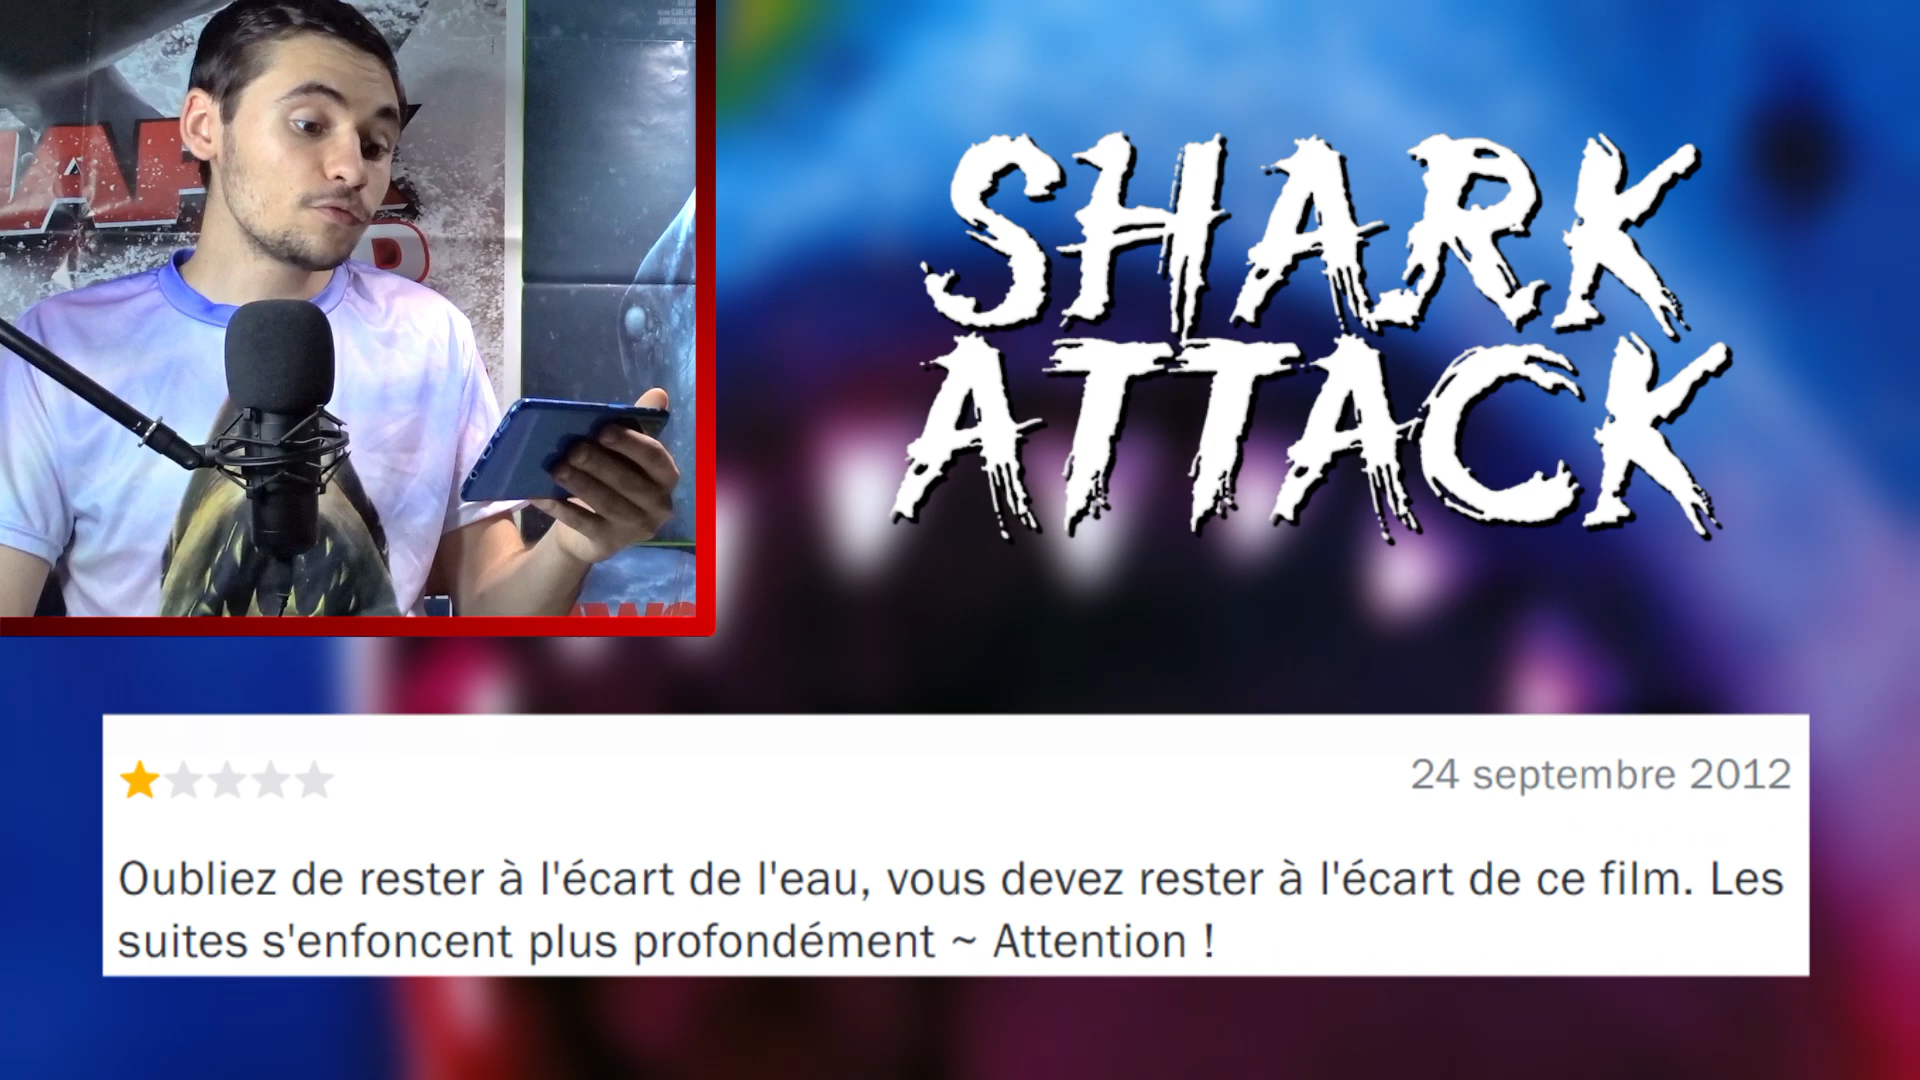 SHARK
ATTACK
24 septembre 2012
Oubliez de rester à l'écart de l'eau, vous devez rester à l'écart de ce film. Les
suites s'enfoncent plus profondément ~ Attention !